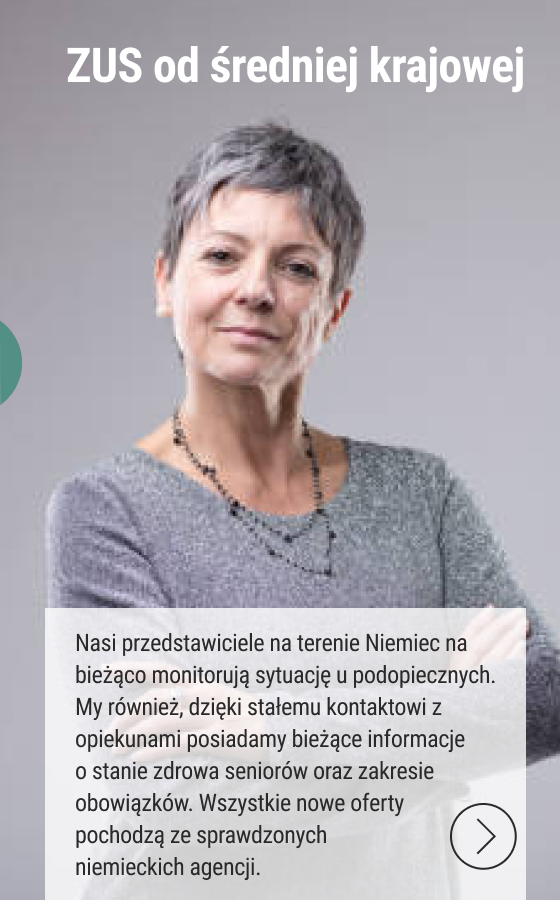 ZUS od średniej krajowej
Nasi przedstawiciele na terenie Niemiec na
bieżąco monitorują sytuację u podopiecznych.
My również, dzięki stałemu kontaktowi z
opiekunami posiadamy bieżące informacje
o stanie zdrowa seniorów oraz zakresie
obowiązków. Wszystkie nowe oferty
pochodzą ze sprawdzonych
niemieckich agencji.